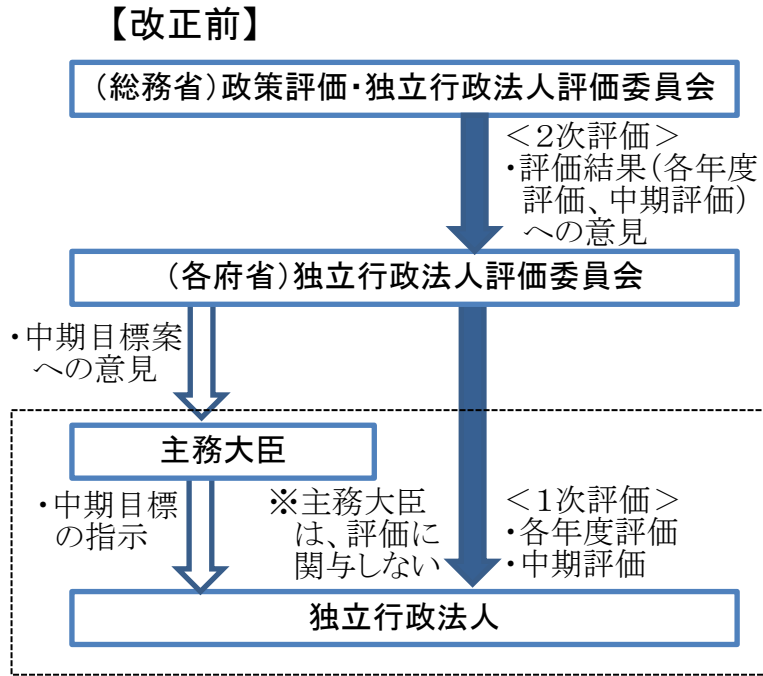 【改正前】
（総務省）政策評価・独立行政法人評価委員会
＜２次評価＞
・評価結果（各年度
評価、中期評価）
への意見
（各府省）独立行政法人評価委員会
・中期目標案
への意見
主務大臣
・中期目標
の指示
※主務大臣
は、評価に
関与しない
＜１次評価＞
・各年度評価
・中期評価
独立行政法人